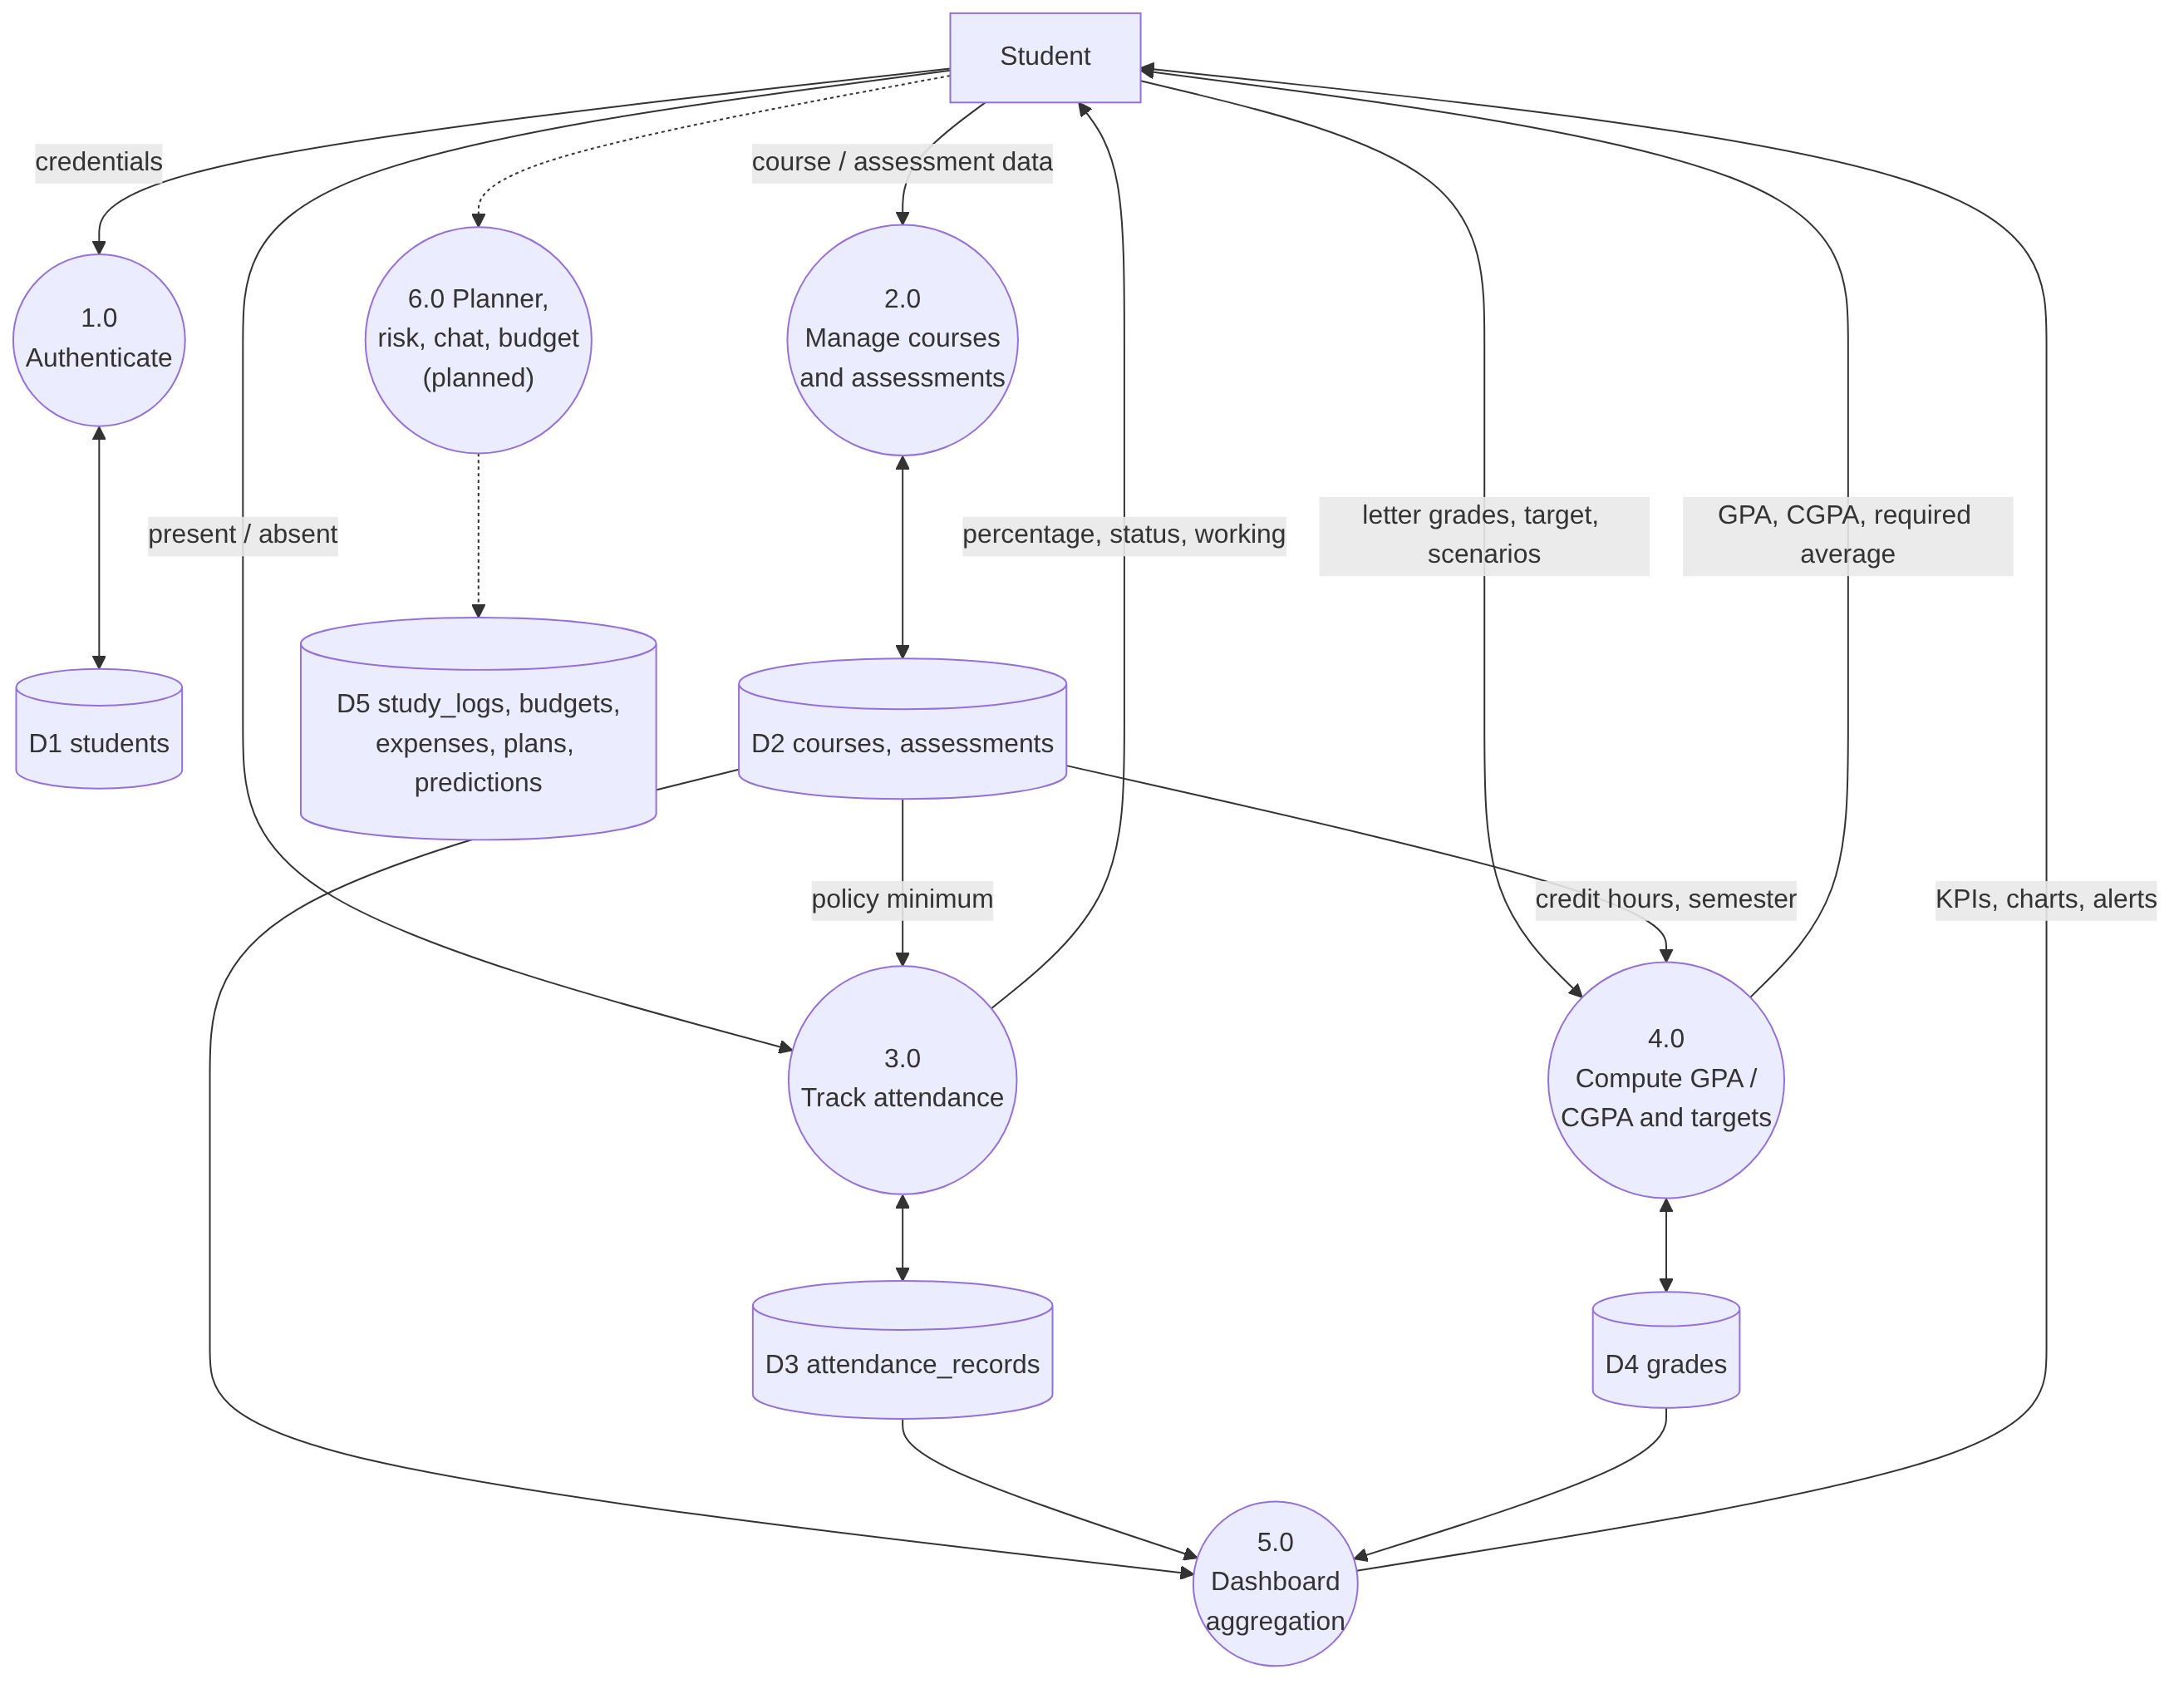 Student
credentials
course / assessment data
1.0
Authenticate
6.0 Planner,
risk, chat, budget
(planned)
2.0
Manage courses
and assessments
present / absent
percentage, status, working
letter grades, target,
scenarios
GPA, CGPA, required
average
D1 students
D5 study_logs, budgets,
expenses, plans,
predictions
D2 courses, assessments
policy minimum
credit hours, semester
KPIs, charts, alerts
3.0
Track attendance
4.0
Compute GPA /
CGPA and targets
D3 attendance_records
D4 grades
5.0
Dashboard
aggregation